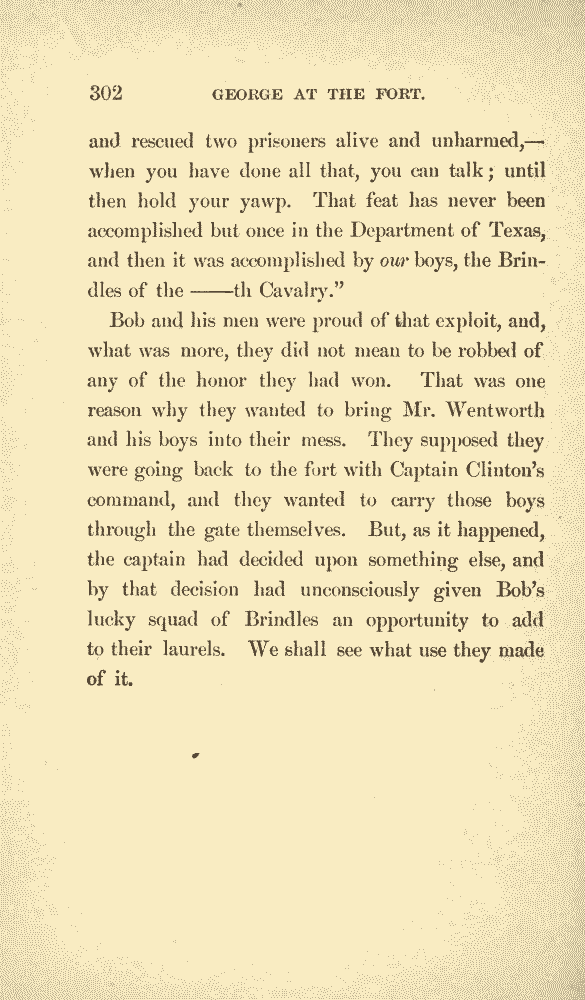 302 GEORGE AT THE FORT.
and rescued two prisoners alive and unharmed,—
when you have done all that, you can talk; until
then hold your yawp. That feat has never been
accomplished but once in the Department of Texas,
and then it was accomplished by our boys, the Brin-
dles of the ——th Cavalry.”
Bob and his men were proud of that exploit, and,
what was more, they did not mean to be robbed of
any of the honor they had won. That was one
reason why they wanted to bring Mr. Wentworth
and his boys into their mess. They supposed they
were going back to the fort with Captain Clinton’s
command, and they wanted to carry those boys
through the gate themselves. But, as it happened,
the captain had decided upon something else, and
by that decision had unconsciously given Bob’s
lucky squad of Brindles an opportunity to add
to their laurels. We shall see what use they made
of it.